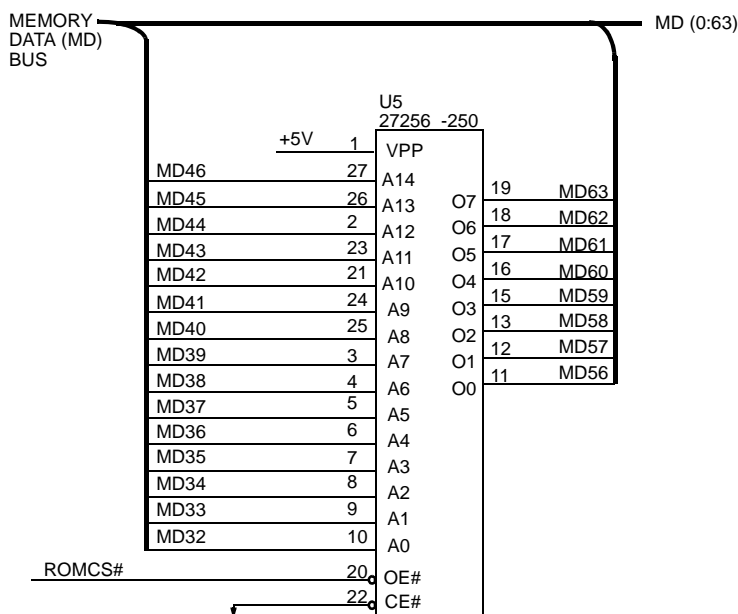 MEMORY
DATA (MD)
BUS
MD (0:63)
U5
27256 -250
+5V 1 VPP
MD46 27 A14
MD45 26 A13
MD44 2 A12
MD43 23 A11
MD42 21 A10
MD41 24 A9
MD40 25 A8
MD39 3 A7
MD38 4 A6
MD37 5 A5
MD36 6 A4
MD35 7 A3
MD34 8 A2
MD33 9 A1
MD32 10 A0
ROMCS# 20 OE#
22 CE#
O7 19 MD63
O6 18 MD62
O5 17 MD61
O4 16 MD60
O3 15 MD59
O2 13 MD58
O1 12 MD57
O0 11 MD56